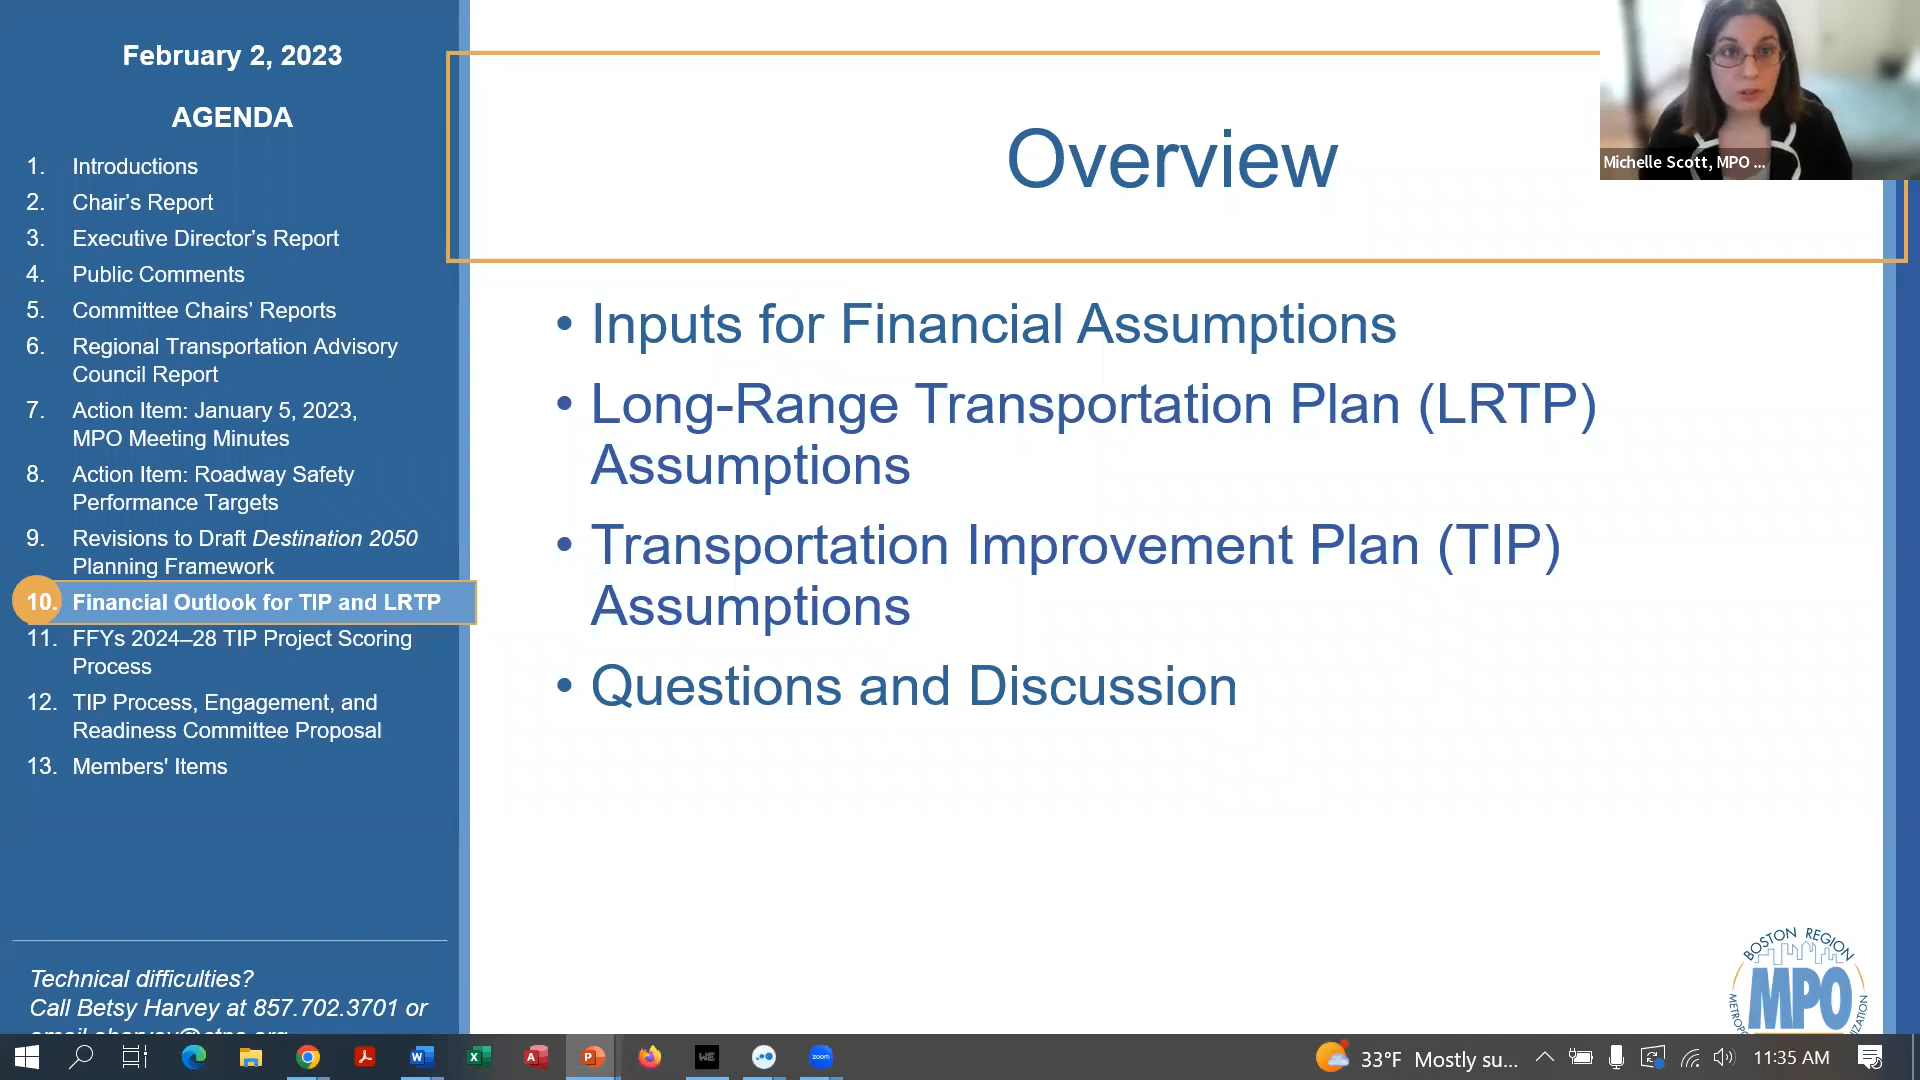 February 2, 2023
AGENDA
1. Introductions
2. Chair’s Report
3. Executive Director’s Report
4. Public Comments
5. Committee Chairs’ Reports
6. Regional Transportation Advisory
Council Report
7. Action Item: January 5, 2023,
MPO Meeting Minutes
8. Action Item: Roadway Safety
Performance Targets
9. Revisions to Draft Destination 2050
Planning Framework
10. Financial Outlook for TIP and LRTP
11. FFYs 2024–28 TIP Project Scoring
Process
12. TIP Process, Engagement, and
Readiness Committee Proposal
13. Members' Items
Technical difficulties?
Call Betsy Harvey at 857.702.3701 or
Overview
• Inputs for Financial Assumptions
• Long-Range Transportation Plan (LRTP)
Assumptions
• Transportation Improvement Plan (TIP)
Assumptions
• Questions and Discussion
Michelle Scott, MPO ...
BOSTON REGION
MPO
33°F Mostly su...
11:35 AM